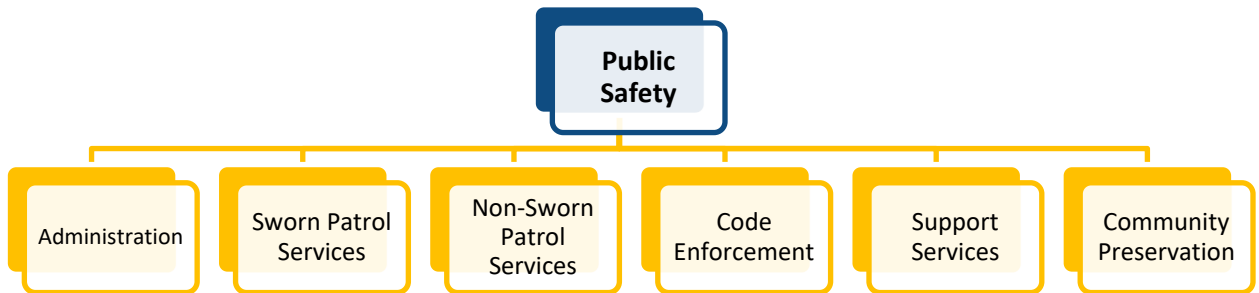 Public
Safety
Administration
Sworn Patrol
Services
Non-Sworn
Patrol
Services
Code
Enforcement
Support
Services
Community
Preservation